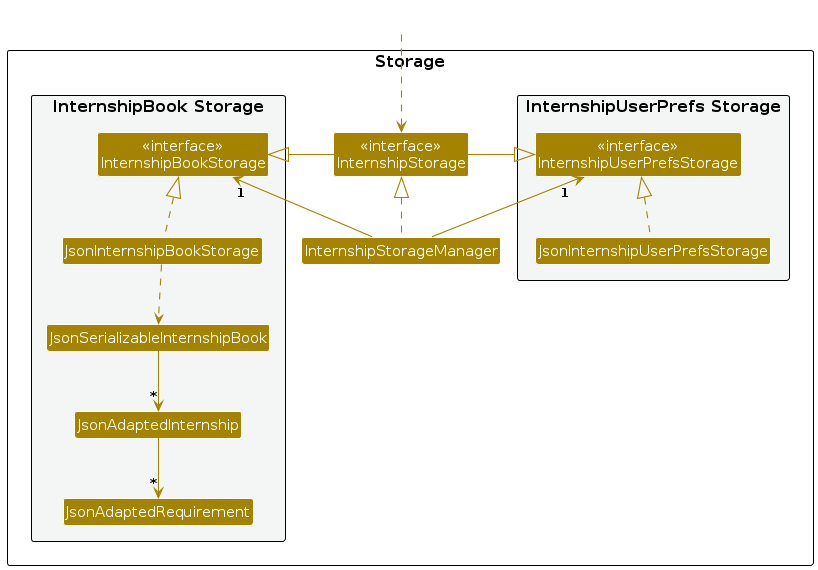 Storage
InternshipBook Storage
InternshipUserPrefs Storage
«interface»
InternshipBookStorage
«interface»
InternshipStorage
«interface»
InternshipUserPrefsStorage
1
1
JsonInternshipBookStorage
InternshipStorageManager
JsonInternshipUserPrefsStorage
JsonSerializableInternshipBook
*
JsonAdaptedInternship
*
JsonAdaptedRequirement